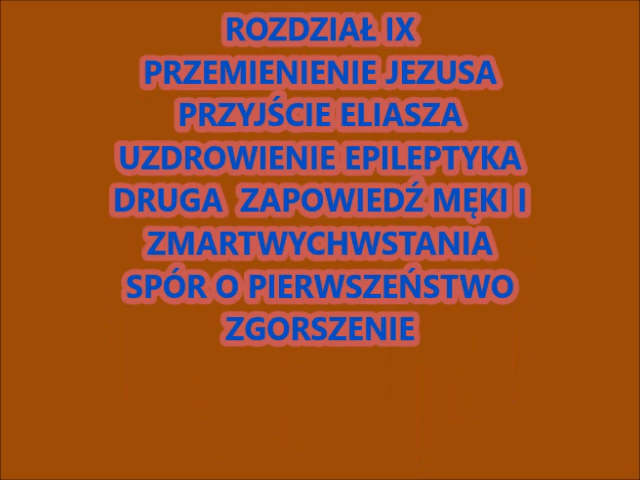 ROZDZIAŁ IX
PRZEMIENIENIE JEZUSA
PRZYJŚCIE ELIASZA
UZDROWIENIE EPILEPTYKA
DRUGA  ZAPOWIEDŹ MĘKI I
ZMARTWYCHWSTANIA
SPÓR O PIERWSZEŃSTWO
ZGORSZENIE